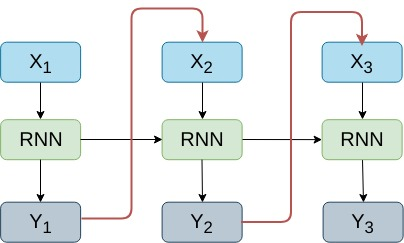 X₁ X₂ X₃
RNN RNN RNN
Y₁ Y₂ Y₃